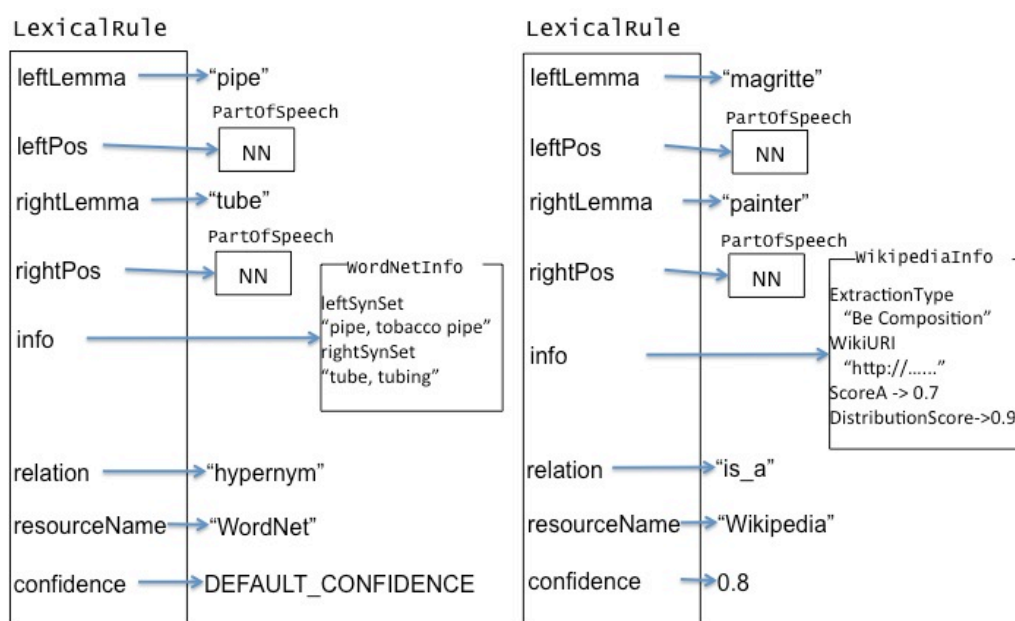 LexicalRule
leftLemma “pipe”
PartOfSpeech
leftPos NN
rightLemma “tube”
PartOfSpeech
rightPos NN
WordNetInfo
leftSynSet
“pipe, tobacco pipe”
info
rightSynSet
“tube, tubing”
relation “hypernym”
resourceName “WordNet”
confidence DEFAULT_CONFIDENCE
LexicalRule
leftLemma “magritte”
PartOfSpeech
leftPos NN
rightLemma “painter”
PartOfSpeech
rightPos NN
WikipediaInfo
ExtractionType
“Be Composition”
WikiURI
info
“http://......”
ScoreA -> 0.7
DistributionScore->0.9
relation “is_a”
resourceName “Wikipedia”
confidence 0.8